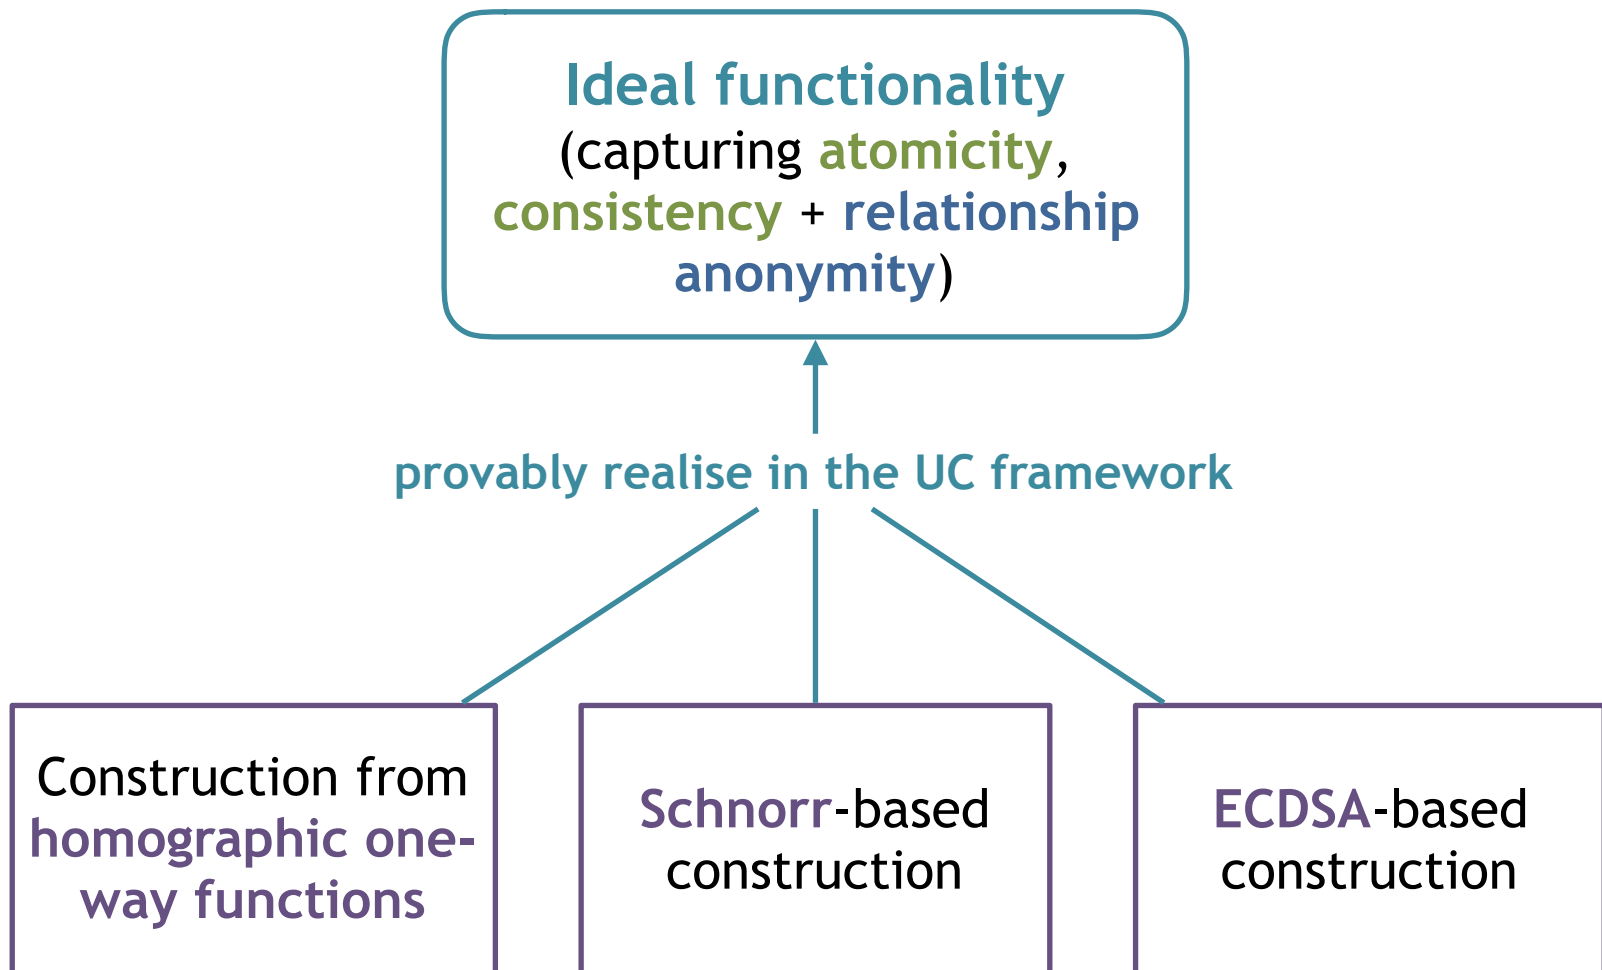 Ideal functionality
(capturing atomicity,
consistency + relationship
anonymity)
provably realise in the UC framework
Construction from
homographic one-
way functions
Schnorr-based
construction
ECDSA-based
construction